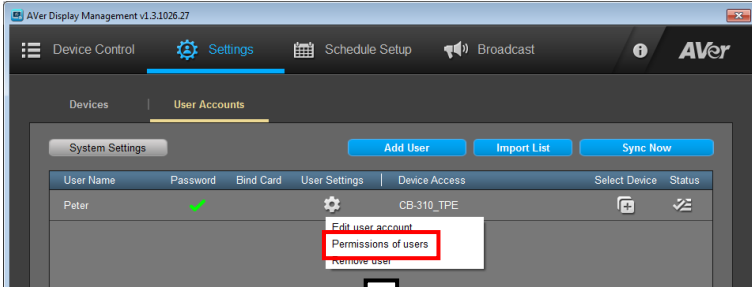 AVer Display Management v1.3.1026.27
Device Control Settings Schedule Setup Broadcast AVer
Devices | User Accounts
System Settings Add User Import List Sync Now
User Name Password Bind Card User Settings Device Access Select Device Status
Peter CB-310_TPE
Edit user account
Permissions of users
Remove user